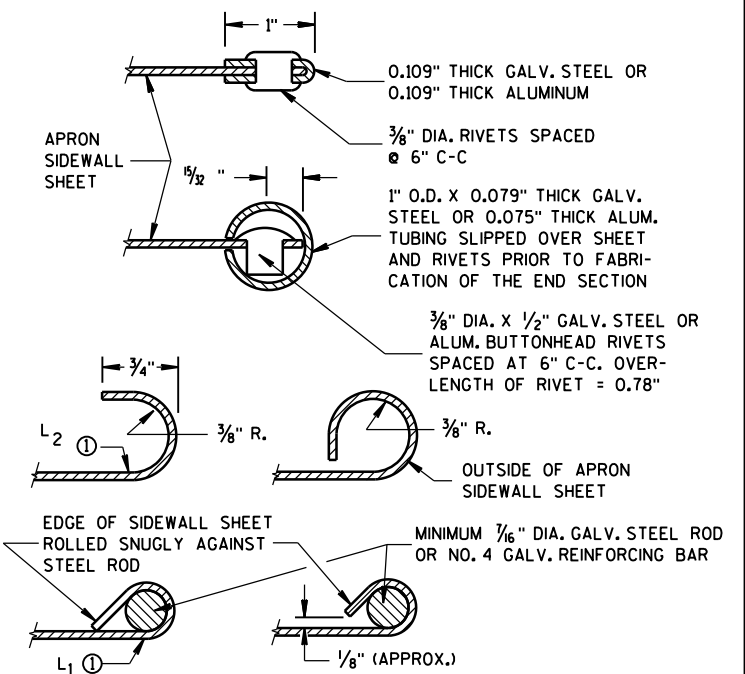 1"
0.109" THICK GALV. STEEL OR
0.109" THICK ALUMINUM
3/8" DIA. RIVETS SPACED
@ 6" C-C
APRON
SIDEWALL
SHEET
15/32 "
1" O.D. X 0.079" THICK GALV.
STEEL OR 0.075" THICK ALUM.
TUBING SLIPPED OVER SHEET
AND RIVETS PRIOR TO FABRI-
CATION OF THE END SECTION
3/8" DIA. X 1/2" GALV. STEEL OR
ALUM. BUTTONHEAD RIVETS
SPACED AT 6" C-C. OVER-
LENGTH OF RIVET = 0.78"
3/4"
L2 ①
3/8" R.
3/8" R.
OUTSIDE OF APRON
SIDEWALL SHEET
EDGE OF SIDEWALL SHEET
ROLLED SNUGLY AGAINST
STEEL ROD
MINIMUM 7/16" DIA. GALV. STEEL ROD
OR NO. 4 GALV. REINFORCING BAR
L1 ①
1/8" (APPROX.)